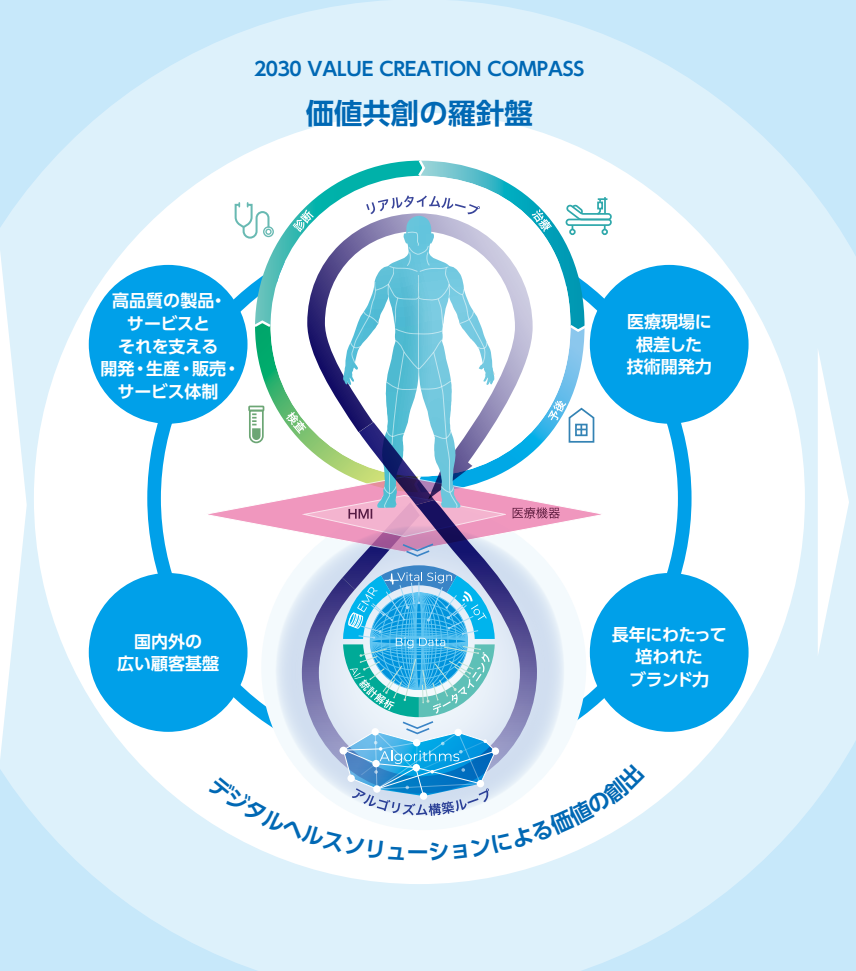 2030 VALUE CREATION COMPASS
価値共創の羅針盤
リアルタイムループ
診断
治療
検査
予後
高品質の製品・
サービスと
それを支える
開発・生産・販売・
サービス体制
医療現場に
根差した
技術開発力
HMI
医療機器
Vital Sign
EMR
IoT
Big Data
AI/統計解析
データマイニング
国内外の
広い顧客基盤
長年にわたって
培われた
ブランド力
Algorithms
アルゴリズム構築ループ
デジタルヘルスソリューションによる価値の創出